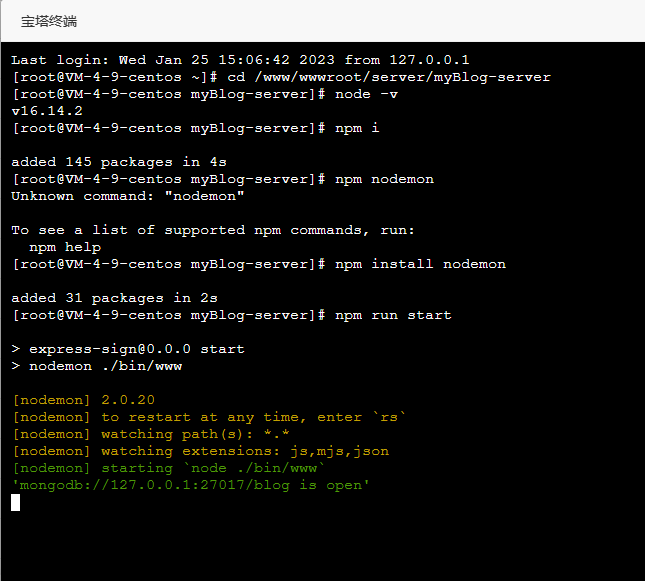 宝塔终端
Last login: Wed Jan 25 15:06:42 2023 from 127.0.0.1
[root@VM-4-9-centos ~]# cd /www/wwwroot/server/myBlog-server
[root@VM-4-9-centos myBlog-server]# node -v
v16.14.2
[root@VM-4-9-centos myBlog-server]# npm i
added 145 packages in 4s
[root@VM-4-9-centos myBlog-server]# npm nodemon
Unknown command: "nodemon"
To see a list of supported npm commands, run:
  npm help
[root@VM-4-9-centos myBlog-server]# npm install nodemon
added 31 packages in 2s
[root@VM-4-9-centos myBlog-server]# npm run start
> express-sign@0.0.0 start
> nodemon ./bin/www
[nodemon] 2.0.20
[nodemon] to restart at any time, enter `rs`
[nodemon] watching path(s): *.*
[nodemon] watching extensions: js,mjs,json
[nodemon] starting `node ./bin/www`
'mongodb://127.0.0.1:27017/blog is open'